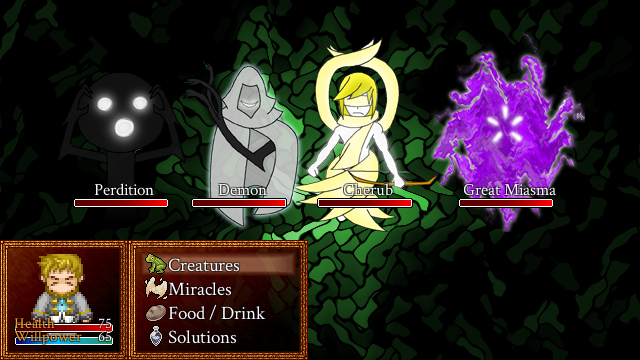 Perdition
Demon
Cherub
Great Miasma
Creatures
Miracles
Food / Drink
Solutions
Health 75
Willpower 65